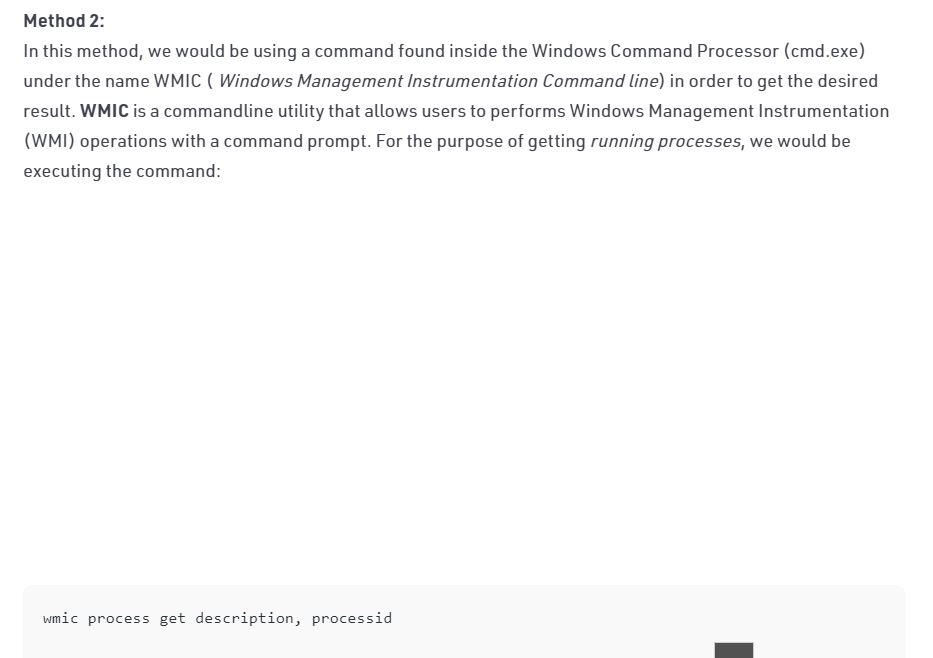 Method 2:
In this method, we would be using a command found inside the Windows Command Processor (cmd.exe)
under the name WMIC ( Windows Management Instrumentation Command line) in order to get the desired
result. WMIC is a commandline utility that allows users to performs Windows Management Instrumentation
(WMI) operations with a command prompt. For the purpose of getting running processes, we would be
executing the command:
wmic process get description, processid